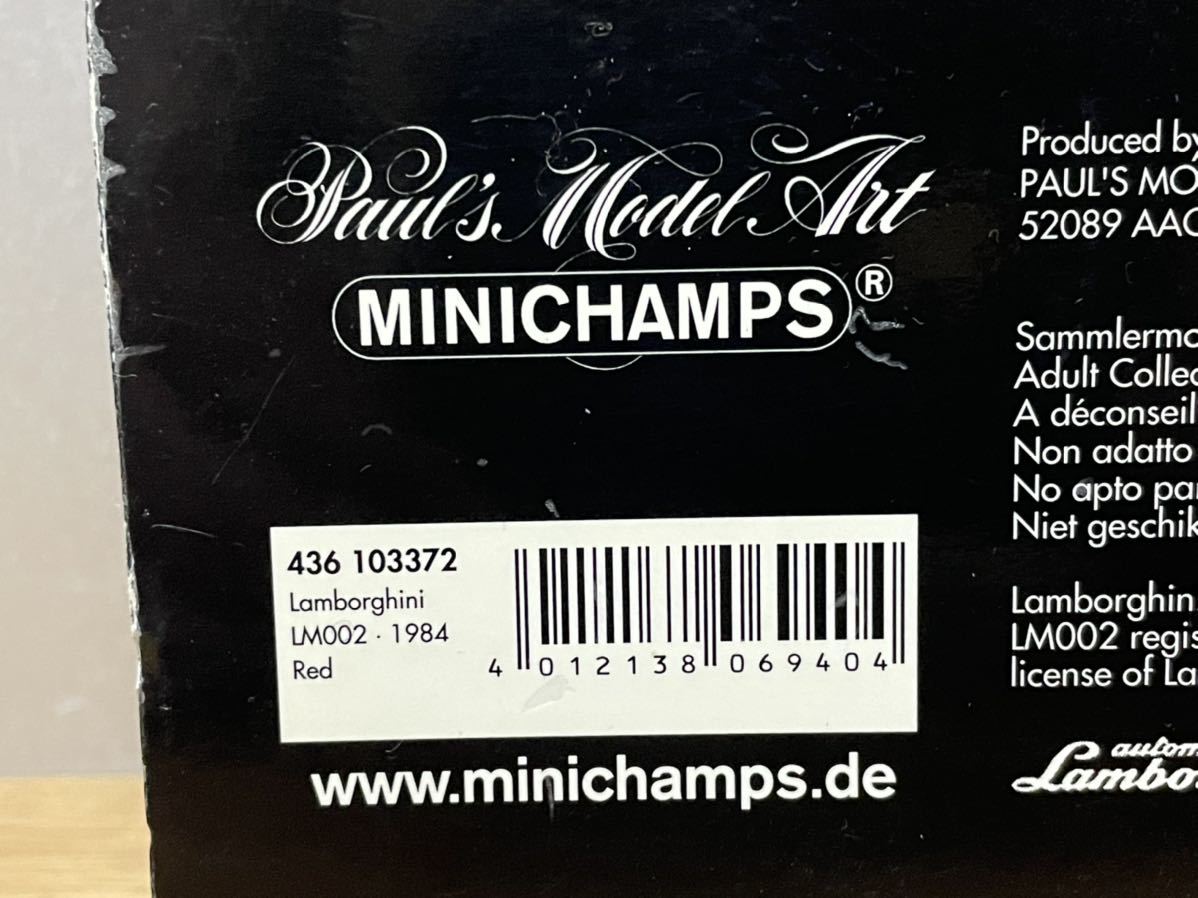 Paul's Model Art
MINICHAMPS®
436 103372
Lamborghini
LM002 · 1984
Red
4 012138 069404
www.minichamps.de
Produced by
PAUL'S MO
52089 AAC
Sammlermo
Adult Collec
A déconseil
Non adatto
No apto par
Niet geschik
Lamborghin
LM002 regis
license of La
autom
Lambo